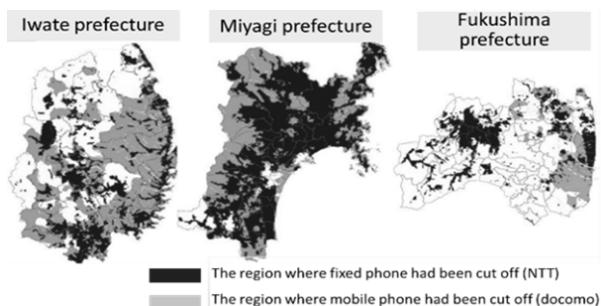 Iwate prefecture
Miyagi prefecture
Fukushima
prefecture
The region where fixed phone had been cut off (NTT)
The region where mobile phone had been cut off (docomo)